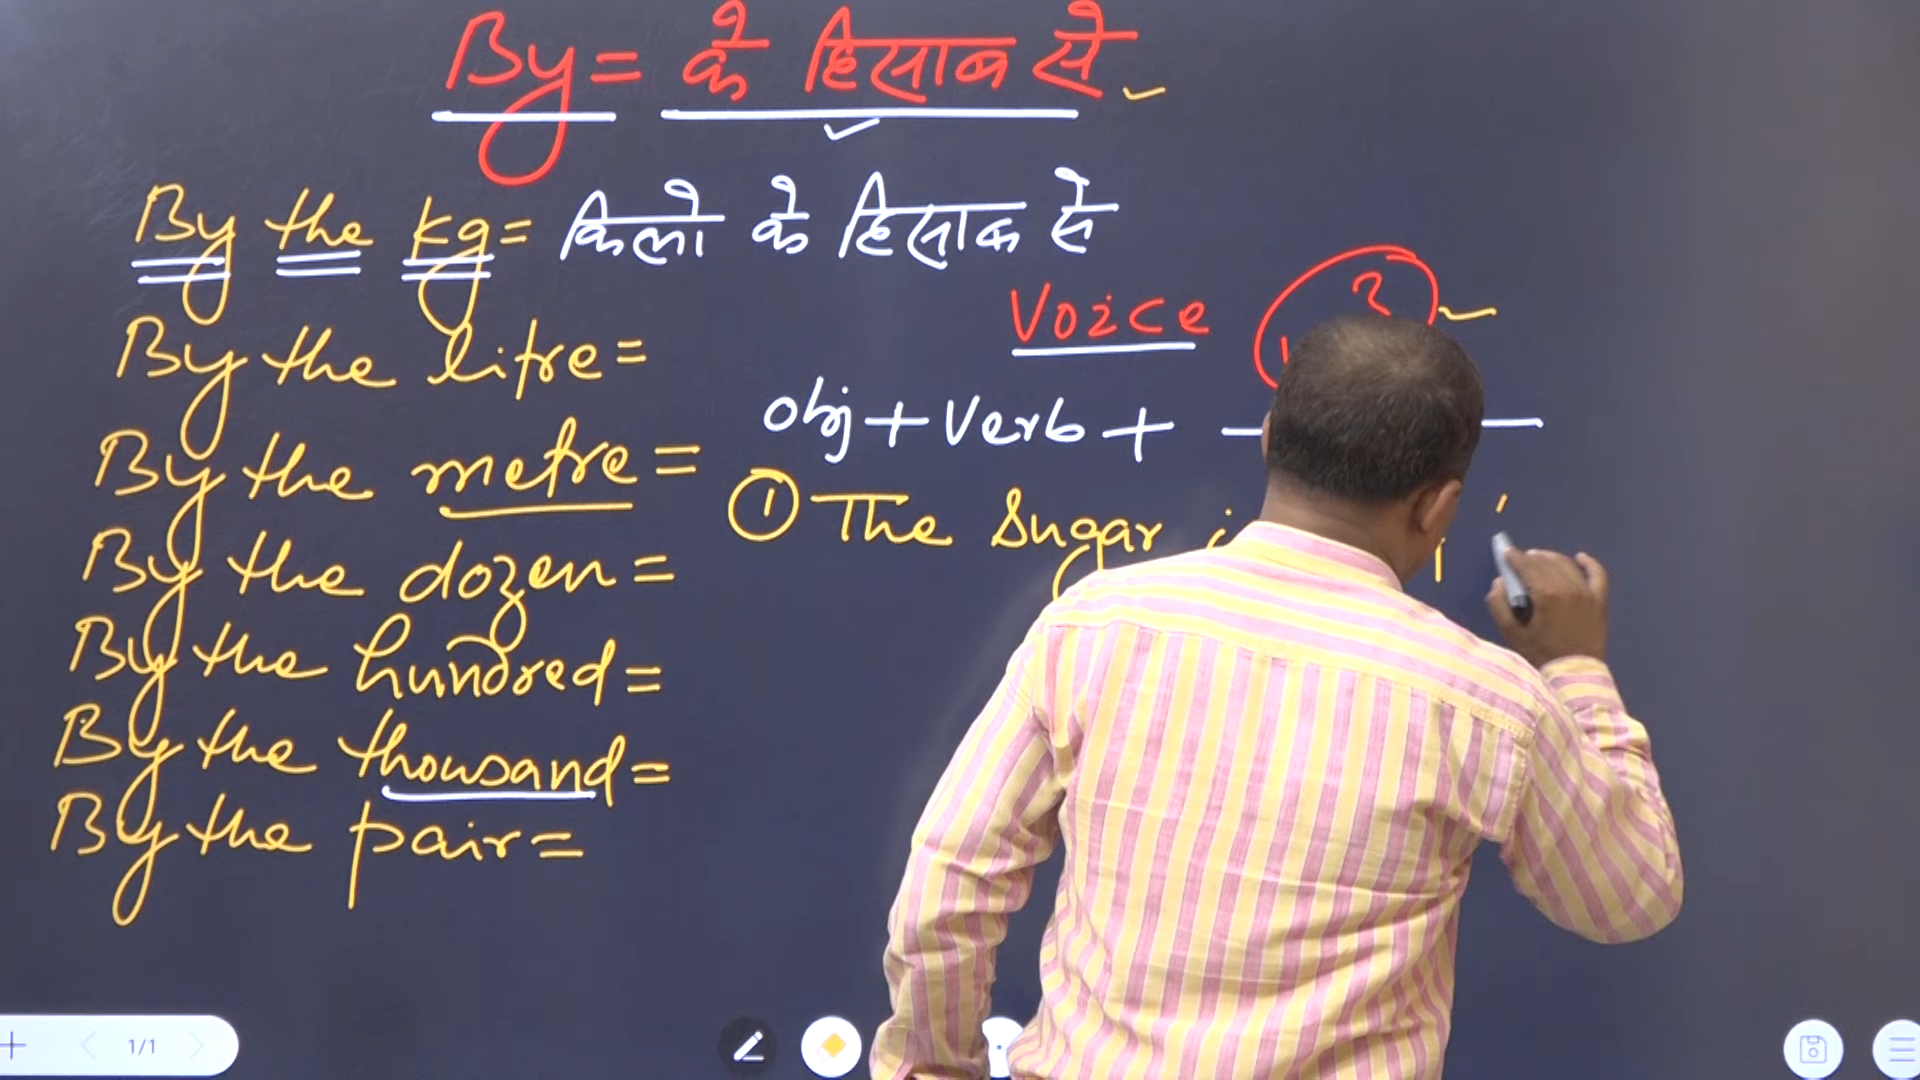 By = के हिसाब से
By the kg = किलो के हिसाब से
Voice
By the litre =
obj + Verb +
By the metre =
① The Sugar
By the dozen =
By the hundred =
By the thousand =
By the pair =
1/1